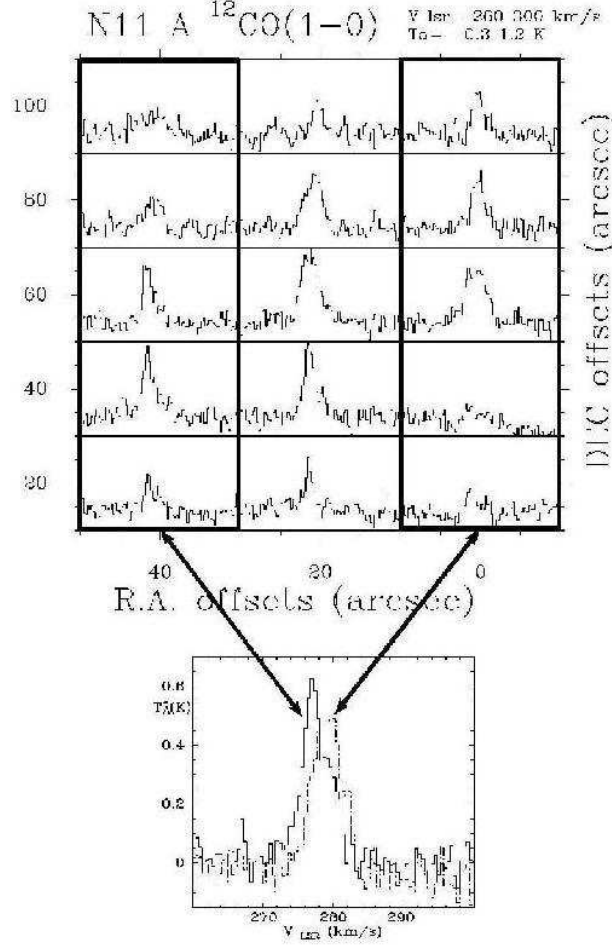 N11 A ¹²CO(1-0)
V lsr 260 300 km/s
Ta= -0.3 1.2 K
100
80
60
40
20
DEC offsets (arcsec)
40 20 0
R.A. offsets (arcsec)
0.6
T*A(K)
0.4
0.2
0
270 280 290
V LSR (km/s)